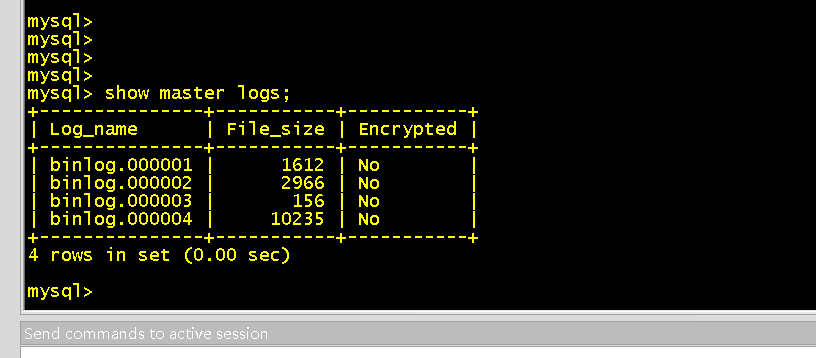 mysql>
mysql>
mysql>
mysql>
mysql> show master logs;
+---------------+-----------+-----------+
| Log_name      | File_size | Encrypted |
+---------------+-----------+-----------+
| binlog.000001 |      1612 | No        |
| binlog.000002 |      2966 | No        |
| binlog.000003 |       156 | No        |
| binlog.000004 |     10235 | No        |
+---------------+-----------+-----------+
4 rows in set (0.00 sec)
mysql>
Send commands to active session